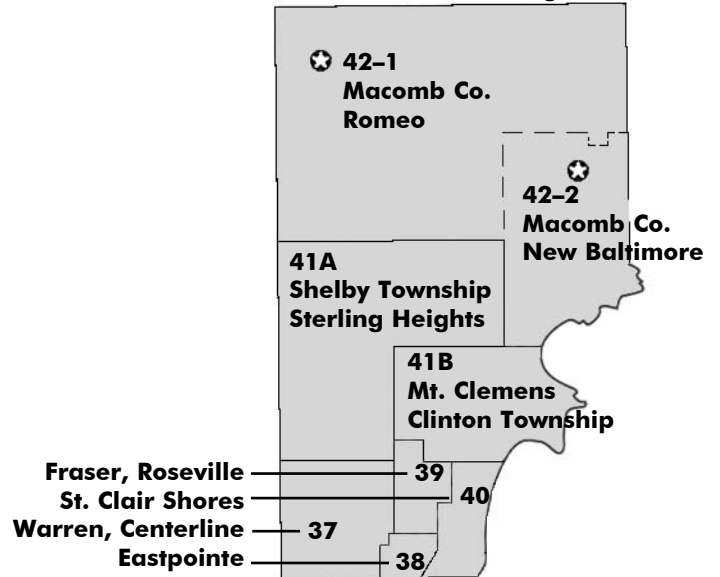 42–1
Macomb Co.
Romeo
42–2
Macomb Co.
New Baltimore
41A
Shelby Township
Sterling Heights
41B
Mt. Clemens
Clinton Township
Fraser, Roseville
39
St. Clair Shores
40
Warren, Centerline
37
Eastpointe
38